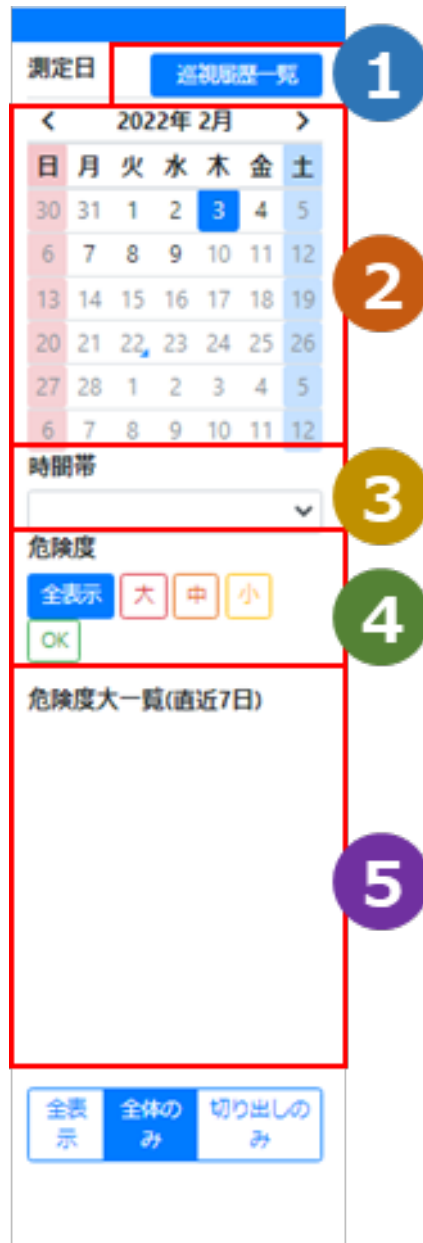 測定日 巡視履歴一覧 1
< 2022年 2月 >
日 月 火 水 木 金 土
30 31 1 2 3 4 5
6 7 8 9 10 11 12
2
13 14 15 16 17 18 19
20 21 22 23 24 25 26
27 28 1 2 3 4 5
6 7 8 9 10 11 12
時間帯
3
危険度
全表示 大 中 小
4
OK
危険度大一覧(直近7日)
5
全表示 全体のみ 切り出しのみ